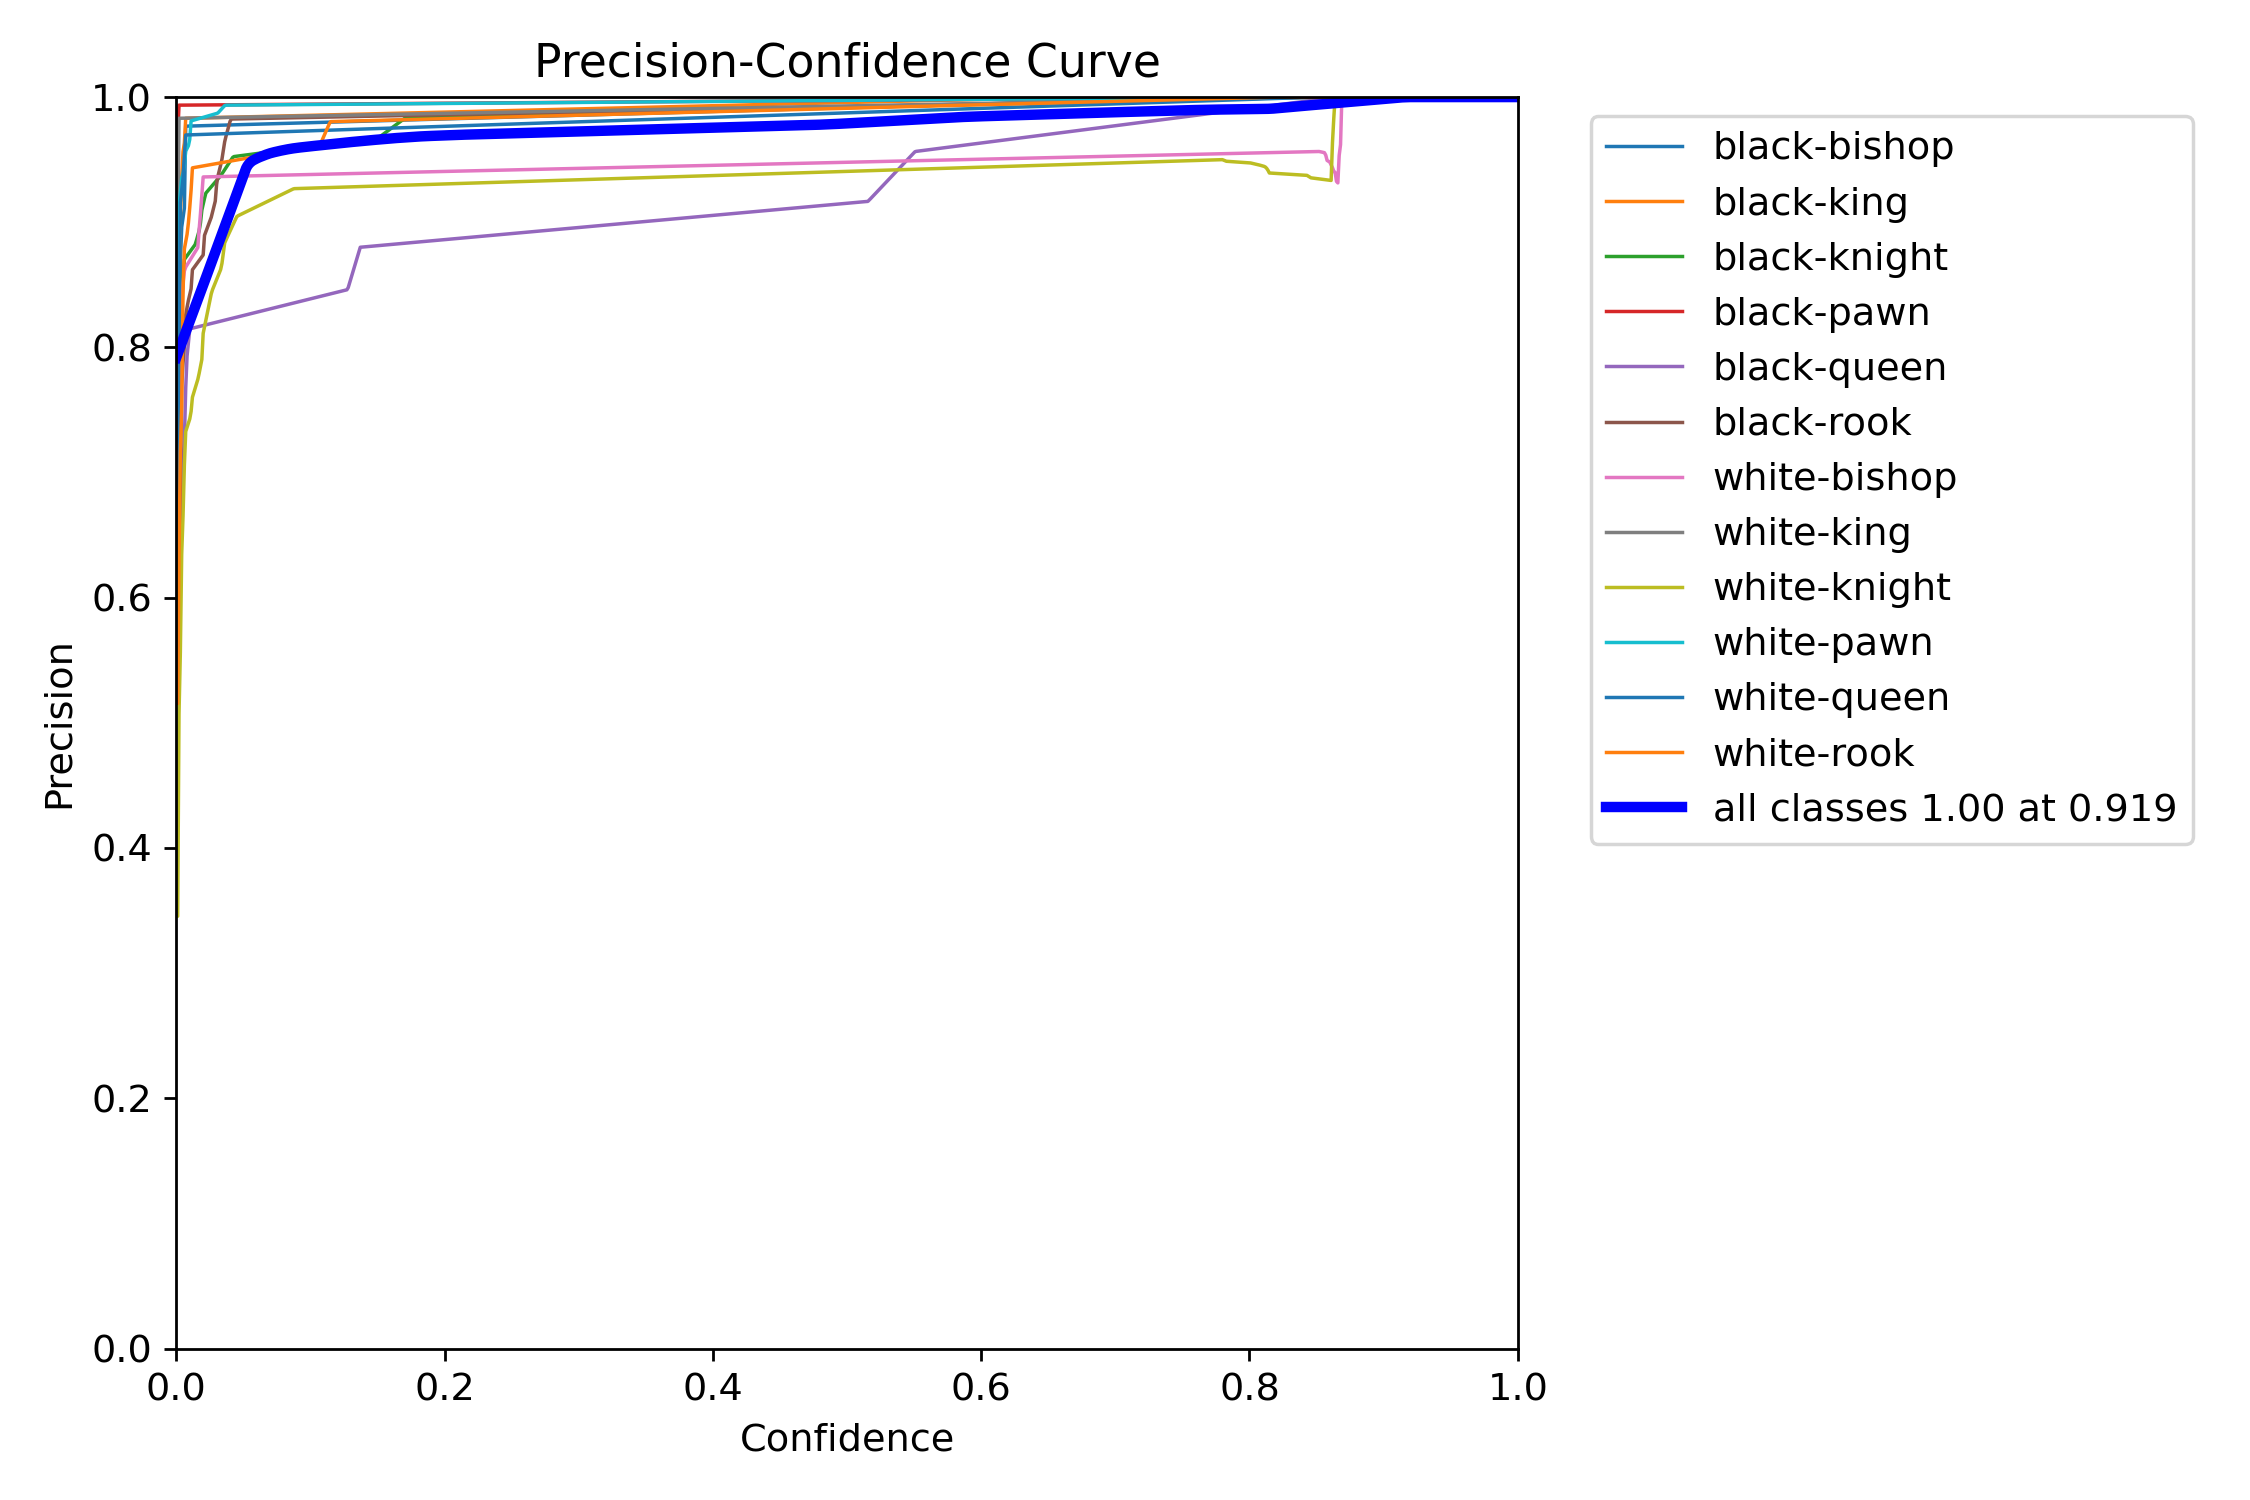 Precision-Confidence Curve
1.0
0.8
0.6
0.4
0.2
0.0
Precision
0.0 0.2 0.4 0.6 0.8 1.0
Confidence
black-bishop
black-king
black-knight
black-pawn
black-queen
black-rook
white-bishop
white-king
white-knight
white-pawn
white-queen
white-rook
all classes 1.00 at 0.919